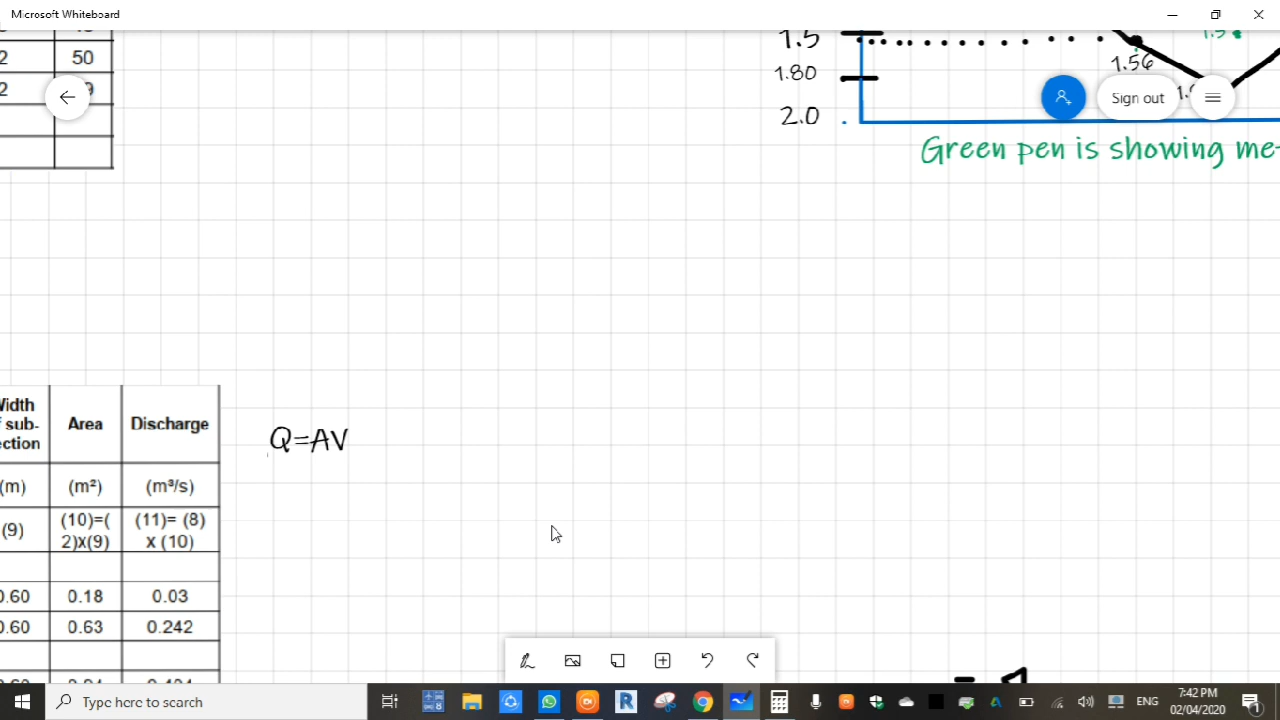 Microsoft Whiteboard
2 50
2 9
1.5
1.80
2.0
1.56
Sign out
Green pen is showing me
Width
f sub-
ection
Area
Discharge
(m)
(m²)
(m³/s)
(9)
(10)=(
2)X(9)
(11)= (8)
x (10)
0.60 0.18 0.03
0.60 0.63 0.242
Q=AV
Type here to search
ENG
7:42 PM
02/04/2020